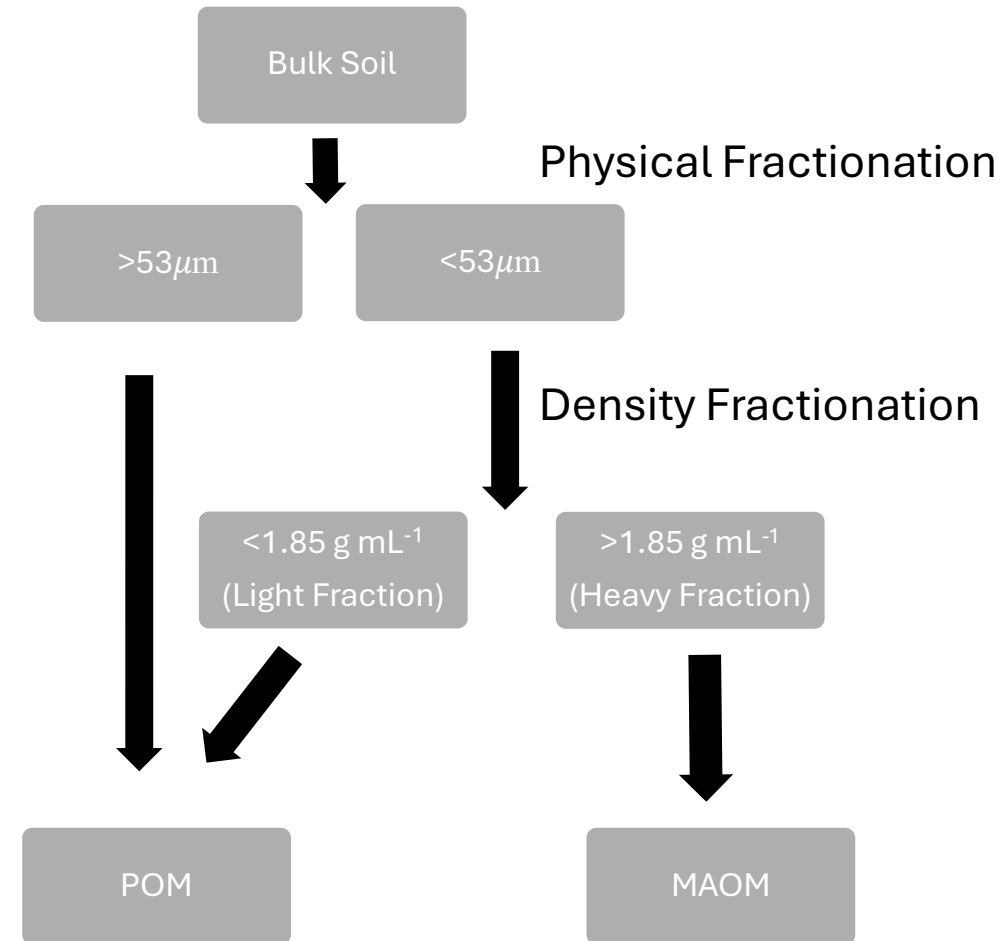 Bulk Soil
Physical Fractionation
>53𝜇m
<53𝜇m
Density Fractionation
<1.85 g mL⁻¹
(Light Fraction)
>1.85 g mL⁻¹
(Heavy Fraction)
POM
MAOM